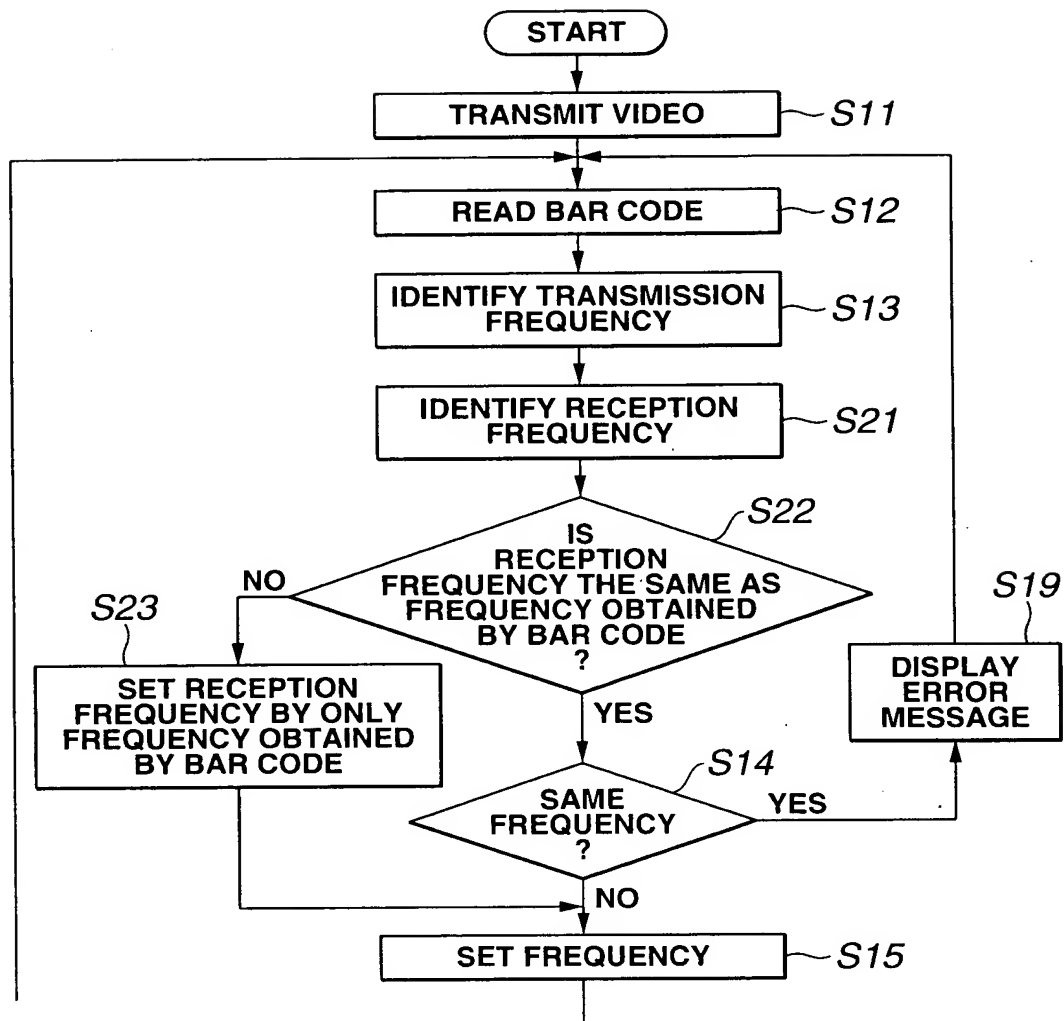 START
TRANSMIT VIDEO
S11
READ BAR CODE
S12
IDENTIFY TRANSMISSION
FREQUENCY
S13
IDENTIFY RECEPTION
FREQUENCY
S21
S22
IS
RECEPTION
FREQUENCY THE SAME AS
FREQUENCY OBTAINED
BY BAR CODE
?
NO
S23
SET RECEPTION
FREQUENCY BY ONLY
FREQUENCY OBTAINED
BY BAR CODE
YES
S19
DISPLAY
ERROR
MESSAGE
S14
SAME
FREQUENCY
?
YES
NO
SET FREQUENCY
S15